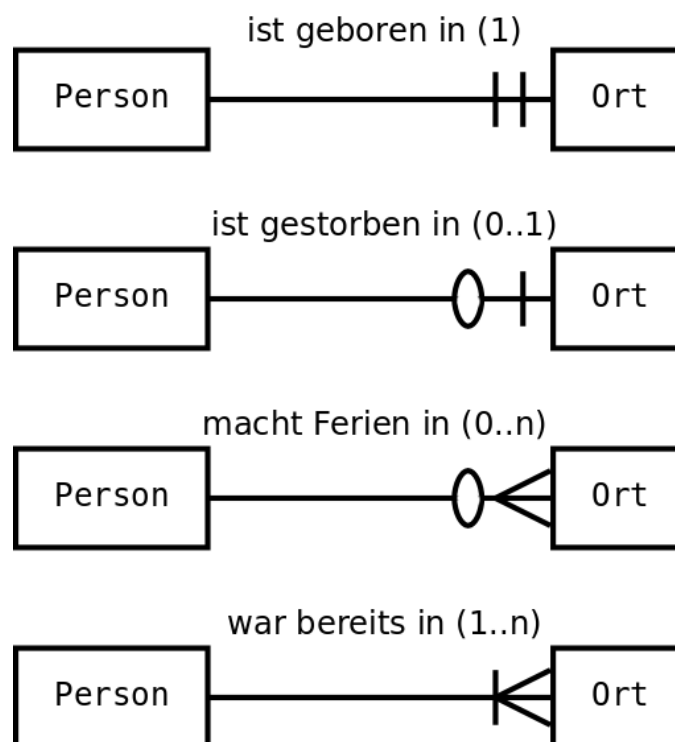 ist geboren in (1)
Person
Ort
ist gestorben in (0..1)
Person
Ort
macht Ferien in (0..n)
Person
Ort
war bereits in (1..n)
Person
Ort